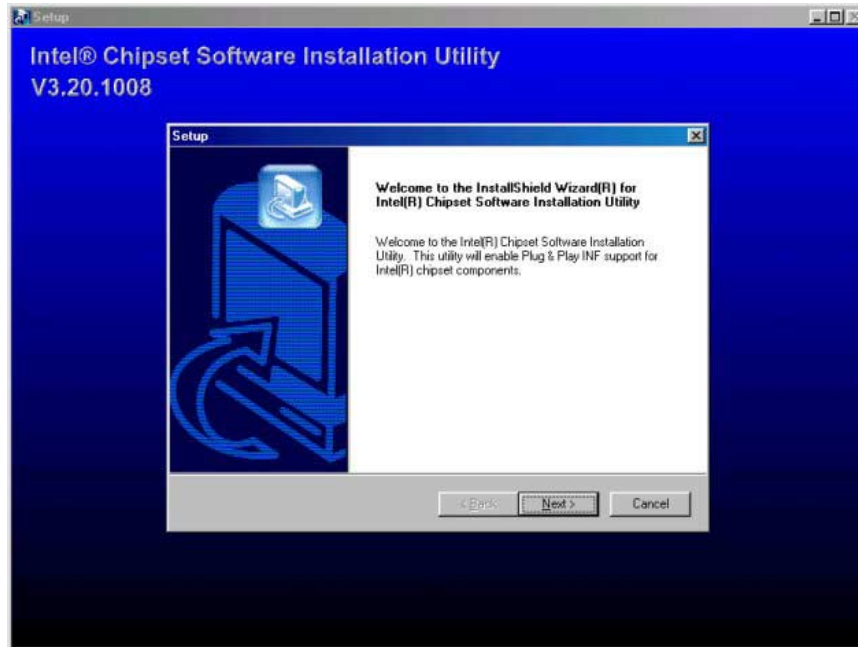 Setup
Intel® Chipset Software Installation Utility
V3.20.1008
Setup
Welcome to the InstallShield Wizard(R) for
Intel(R) Chipset Software Installation Utility
Welcome to the Intel(R) Chipset Software Installation
Utility. This utility will enable Plug & Play INF support for
Intel(R) chipset components.
< Back Next > Cancel